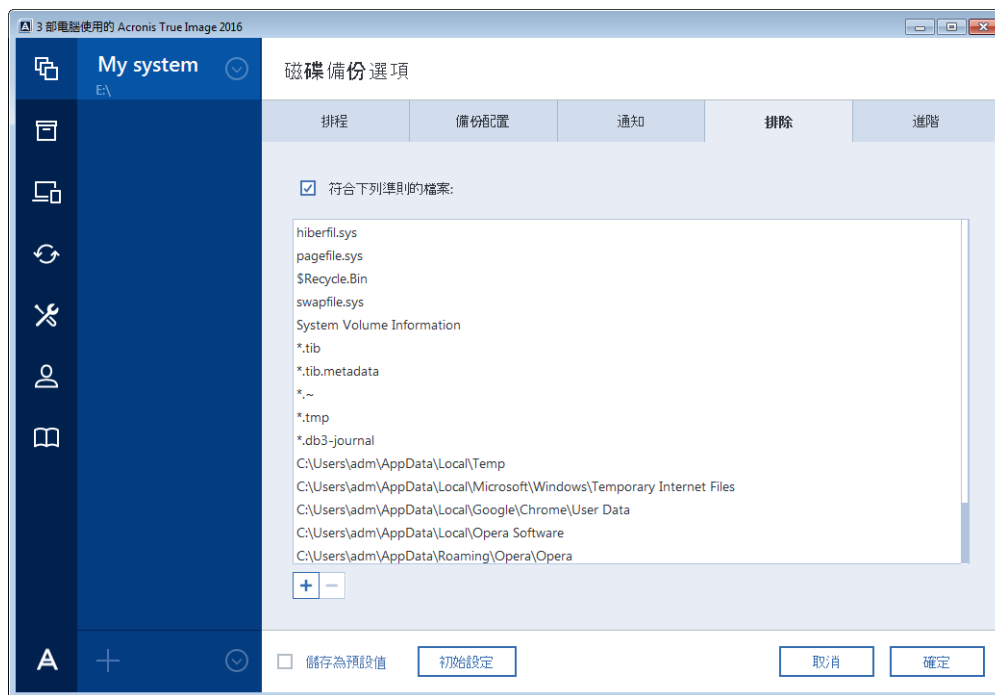 3 部電腦使用的 Acronis True Image 2016
My system
E:\
磁碟備份選項
排程
備份配置
通知
排除
進階
符合下列準則的檔案:
hiberfil.sys
pagefile.sys
$Recycle.Bin
swapfile.sys
System Volume Information
*.tib
*.tib.metadata
*.~
*.tmp
*.db3-journal
C:\Users\adm\AppData\Local\Temp
C:\Users\adm\AppData\Local\Microsoft\Windows\Temporary Internet Files
C:\Users\adm\AppData\Local\Google\Chrome\User Data
C:\Users\adm\AppData\Local\Opera Software
C:\Users\adm\AppData\Roaming\Opera\Opera
儲存為預設值
初始設定
取消
確定